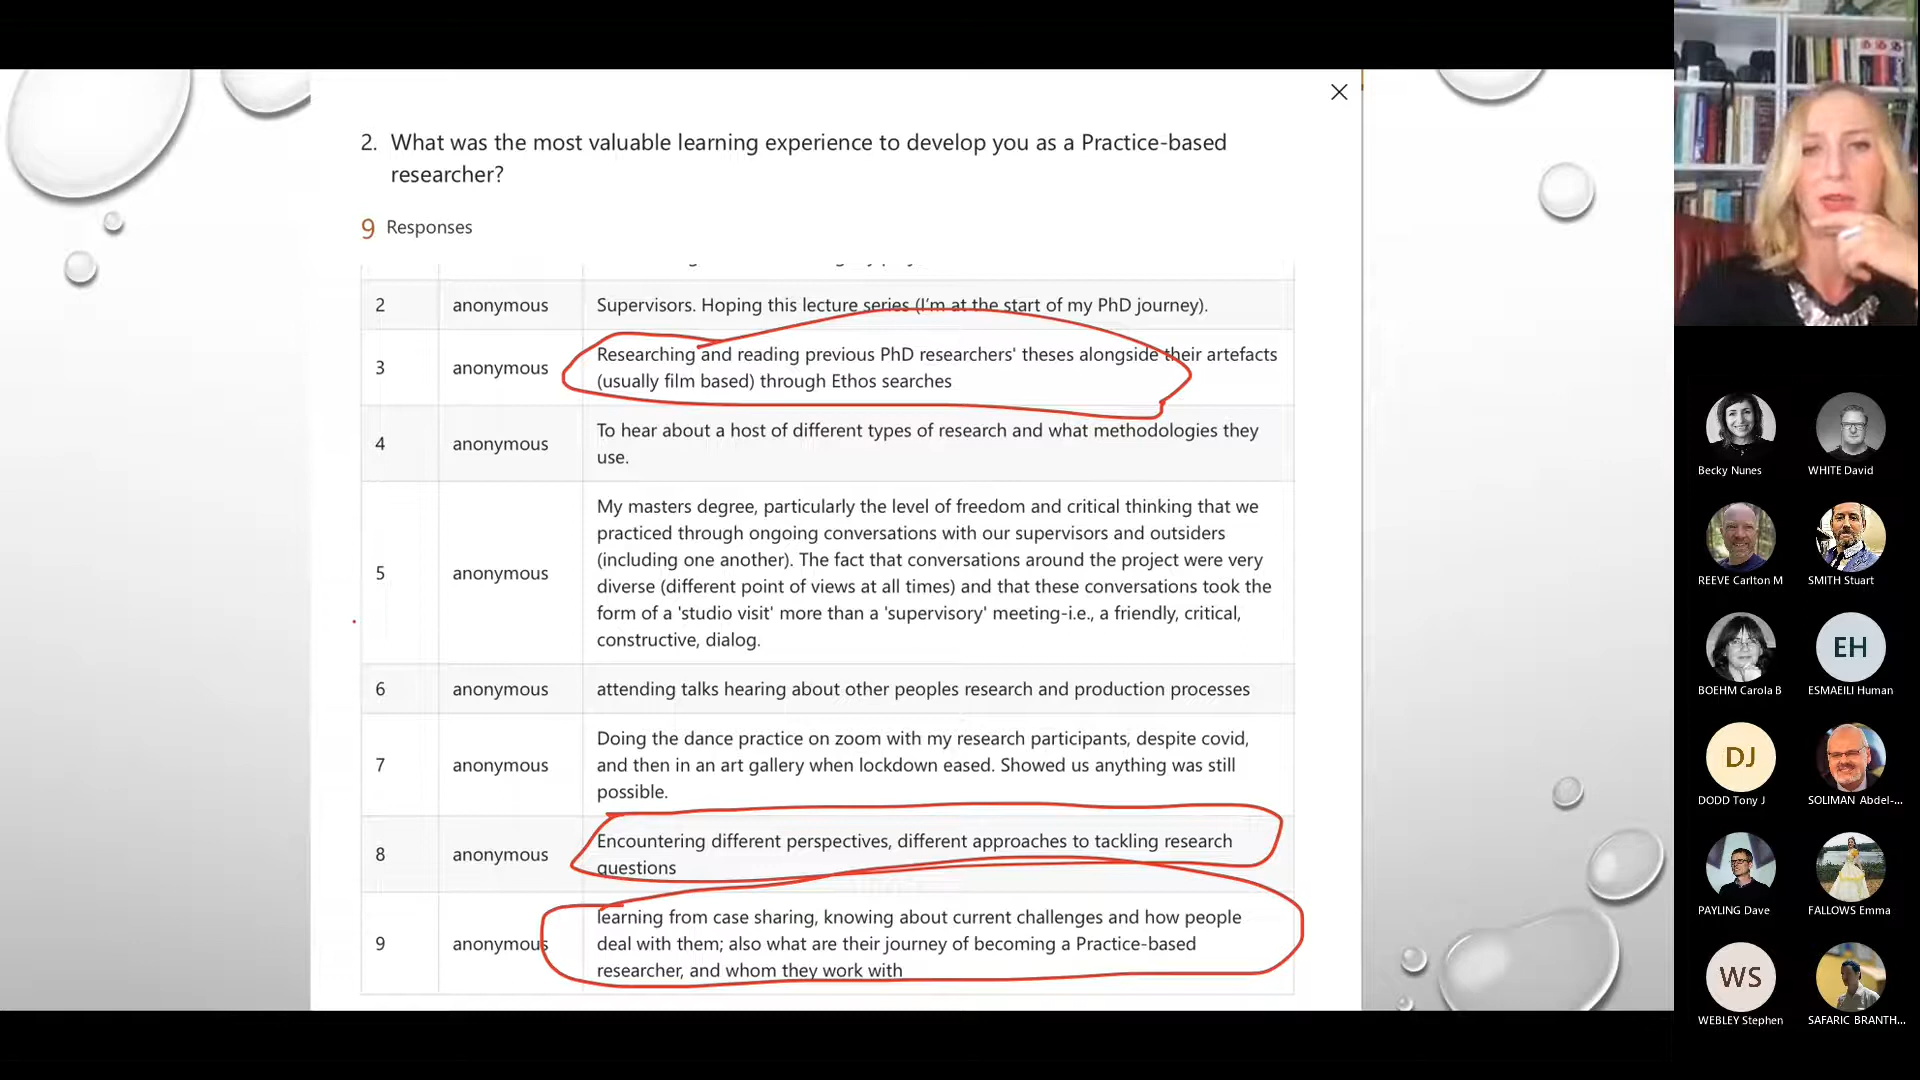 2. What was the most valuable learning experience to develop you as a Practice-based
researcher?
9 Responses
2 anonymous Supervisors. Hoping this lecture series (I'm at the start of my PhD journey).
3 anonymous Researching and reading previous PhD researchers' theses alongside their artefacts
(usually film based) through Ethos searches
4 anonymous To hear about a host of different types of research and what methodologies they
use.
5 anonymous My masters degree, particularly the level of freedom and critical thinking that we
practiced through ongoing conversations with our supervisors and outsiders
(including one another). The fact that conversations around the project were very
diverse (different point of views at all times) and that these conversations took the
form of a 'studio visit' more than a 'supervisory' meeting-i.e., a friendly, critical,
constructive, dialog.
6 anonymous attending talks hearing about other peoples research and production processes
7 anonymous Doing the dance practice on zoom with my research participants, despite covid,
and then in an art gallery when lockdown eased. Showed us anything was still
possible.
8 anonymous Encountering different perspectives, different approaches to tackling research
questions
9 anonymous learning from case sharing, knowing about current challenges and how people
deal with them; also what are their journey of becoming a Practice-based
researcher, and whom they work with
Becky Nunes
WHITE David
REEVE Carlton M
SMITH Stuart
BOEHM Carola B
EH
ESMAEILI Human
DJ
DODD Tony J
SOLIMAN Abdel-...
PAYLING Dave
FALLOWS Emma
WS
WEBLEY Stephen
SAFARIC BRANTH...